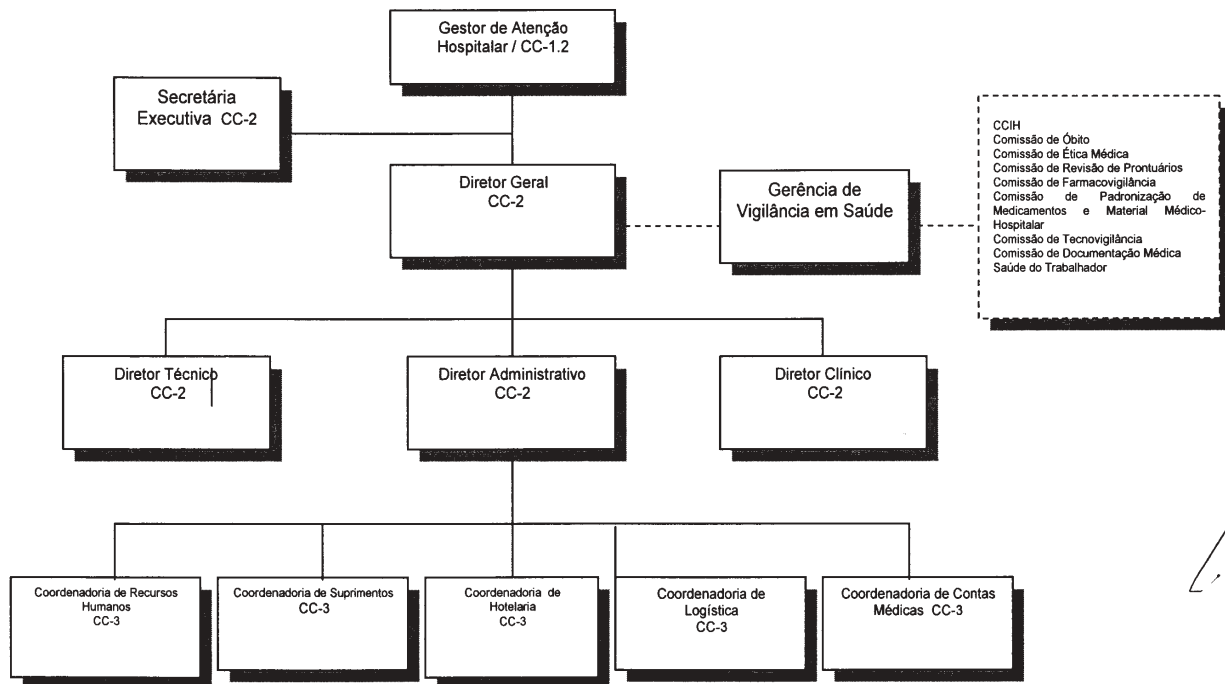 Gestor de Atenção
Hospitalar / CC-1.2
Secretária
Executiva CC-2
Diretor Geral
CC-2
Gerência de
Vigilância em Saúde
CCIH
Comissão de Óbito
Comissão de Ética Médica
Comissão de Revisão de Prontuários
Comissão de Farmacovigilância
Comissão de Padronização de
Medicamentos e Material Médico-
Hospitalar
Comissão de Tecnovigilância
Comissão de Documentação Médica
Saúde do Trabalhador
Diretor Técnico
CC-2
Diretor Administrativo
CC-2
Diretor Clínico
CC-2
Coordenadoria de Recursos
Humanos
CC-3
Coordenadoria de Suprimentos
CC-3
Coordenadoria de
Hotelaria
CC-3
Coordenadoria de
Logística
CC-3
Coordenadoria de Contas
Médicas CC-3